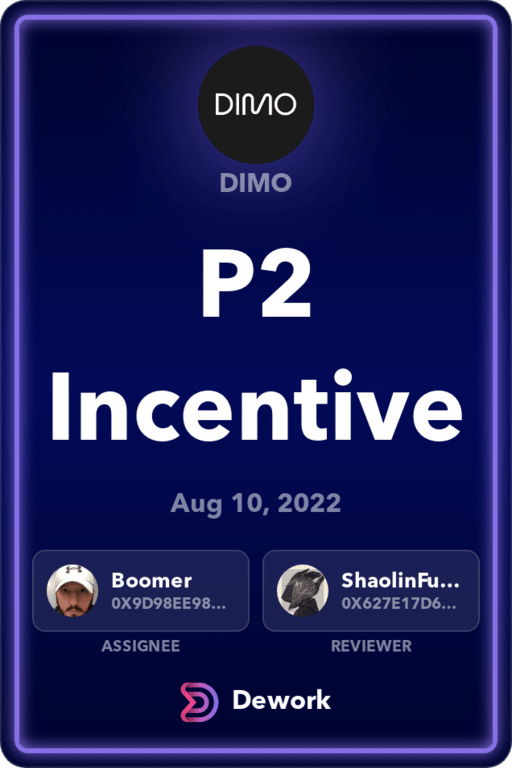 DIMO
DIMO
P2
Incentive
Aug 10, 2022
Boomer
0X9D98EE98...
ASSIGNEE
ShaolinFu...
0X627E17D6...
REVIEWER
Dework